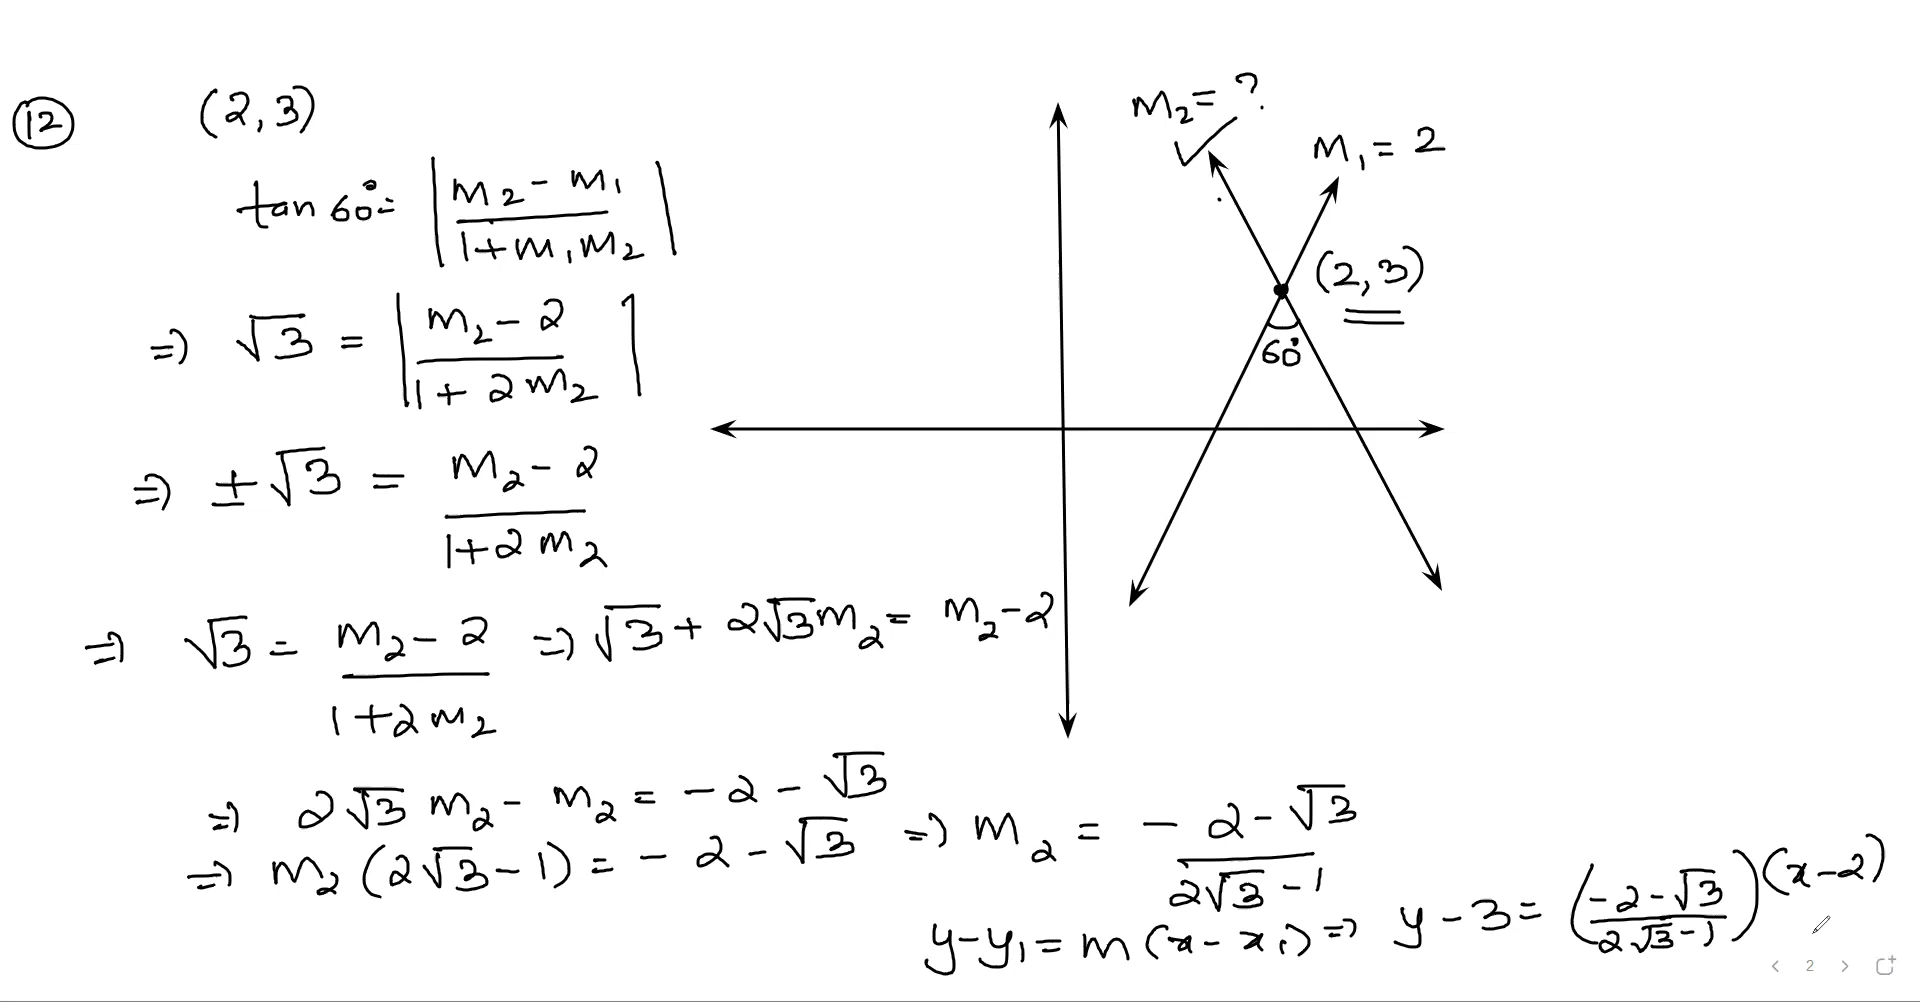 ⑫ (2,3)
tan 60° = |(m₂ - m₁)/(1 + m₁m₂)|
⇒ √3 = |(m₂ - 2)/(1 + 2m₂)|
⇒ ±√3 = (m₂ - 2)/(1 + 2m₂)
⇒ √3 = (m₂ - 2)/(1 + 2m₂) ⇒ √3 + 2√3m₂ = m₂ - 2
⇒ 2√3 m₂ - m₂ = -2 - √3
⇒ m₂(2√3 - 1) = -2 - √3 ⇒ m₂ = (-2 - √3)/(2√3 - 1)
y - y₁ = m(x - x₁) ⇒ y - 3 = ((-2 - √3)/(2√3 - 1))(x - 2)
m₂ = ?
m₁ = 2
(2,3)
60°
2